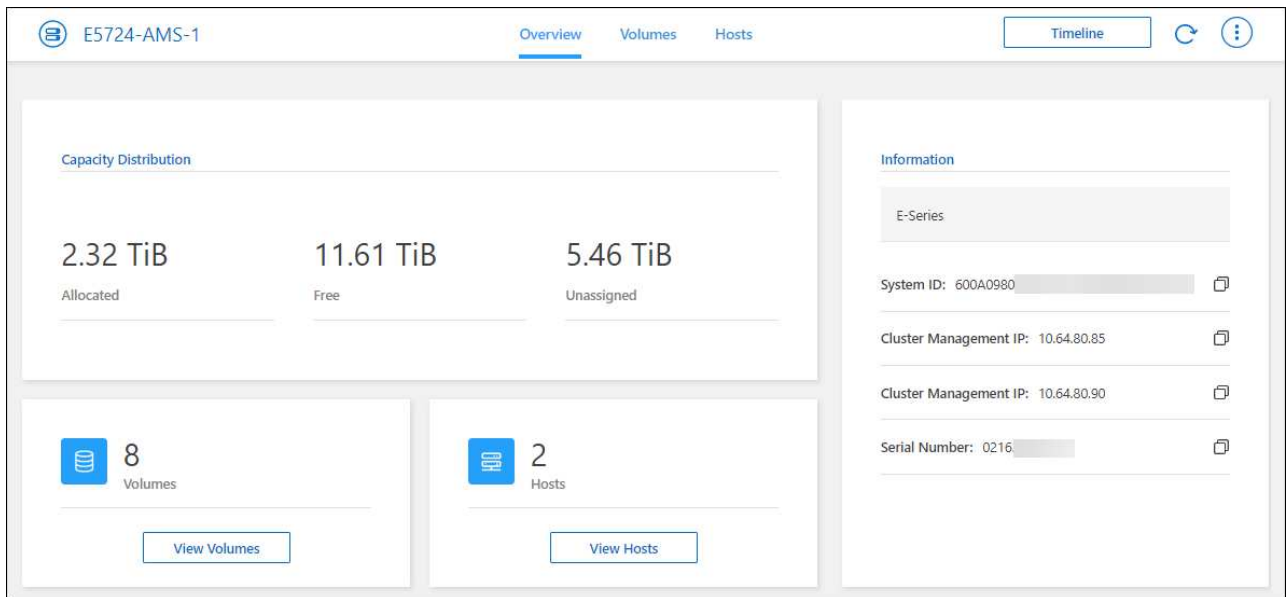 E5724-AMS-1
Overview Volumes Hosts
Timeline
Capacity Distribution
2.32 TiB 11.61 TiB 5.46 TiB
Allocated Free Unassigned
8
Volumes
View Volumes
2
Hosts
View Hosts
Information
E-Series
System ID: 600A0980
Cluster Management IP: 10.64.80.85
Cluster Management IP: 10.64.80.90
Serial Number: 0216